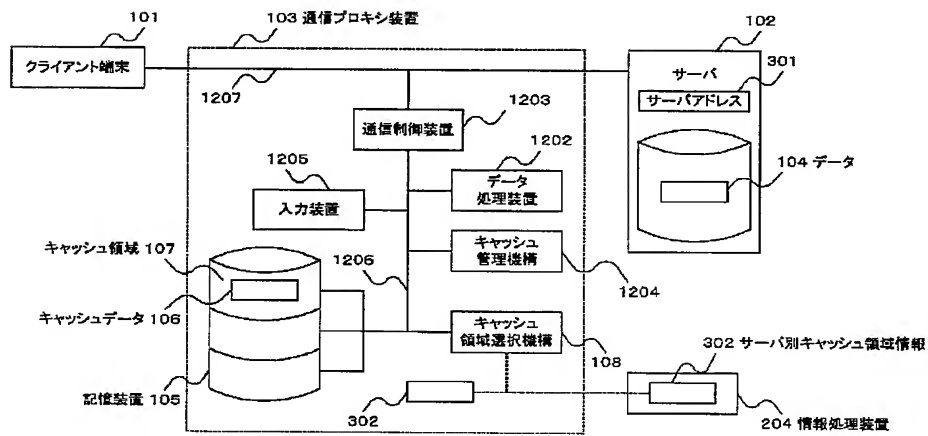 101
クライアント端末
103 通信プロキシ装置
102
サーバ
301
サーバアドレス
1207
1203
通信制御装置
1202
データ
処理装置
104 データ
1205
入力装置
キャッシュ
管理機構
1204
キャッシュ領域 107
1206
キャッシュデータ 106
キャッシュ
領域選択機構
108
302 サーバ別キャッシュ領域情報
記憶装置 105
302
204 情報処理装置